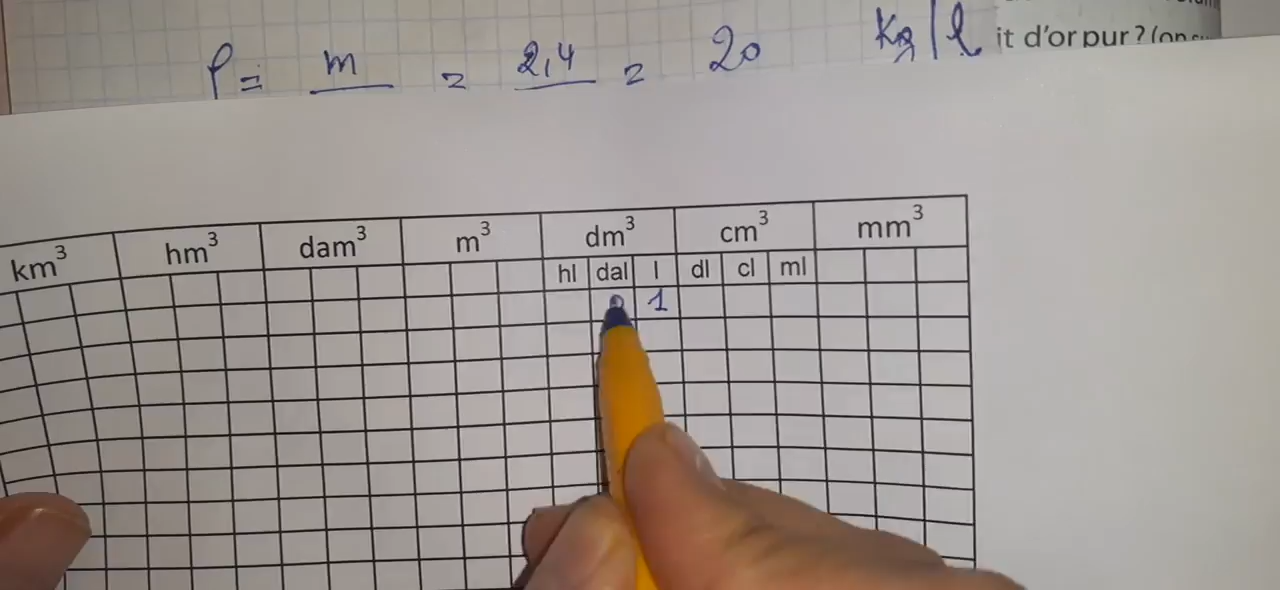 ρ = m = 2,4 = 20 Kg/l
it d'or pur ? (on
km³ hm³ dam³ m³ dm³ cm³ mm³
hl dal l dl cl ml
0 1